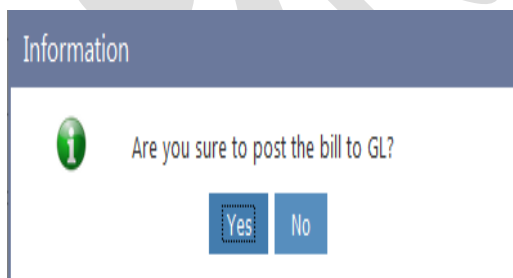 Information
Are you sure to post the bill to GL?
Yes No